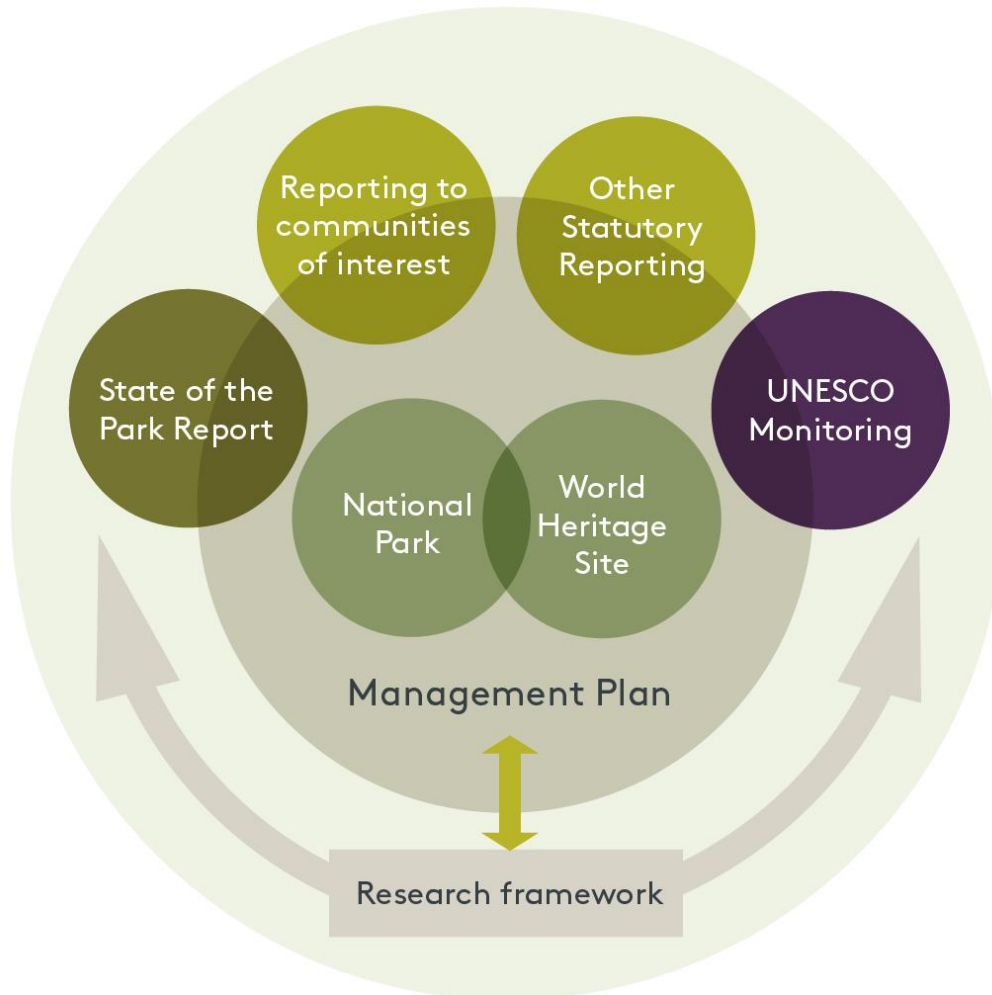 Reporting to
communities
of interest
Other
Statutory
Reporting
State of the
Park Report
UNESCO
Monitoring
National
Park
World
Heritage
Site
Management Plan
Research framework